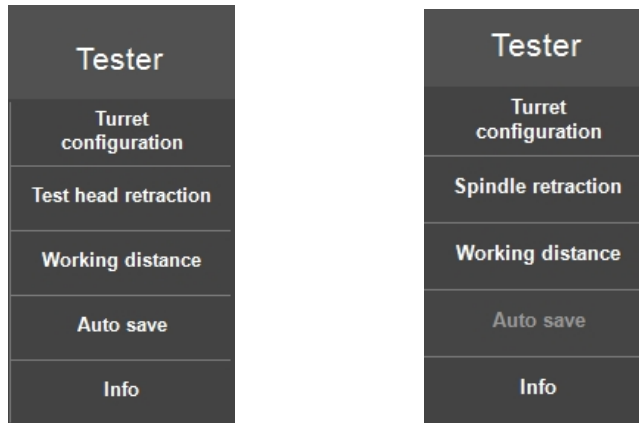 Tester
Turret
configuration
Test head retraction
Working distance
Auto save
Info
Tester
Turret
configuration
Spindle retraction
Working distance
Auto save
Info